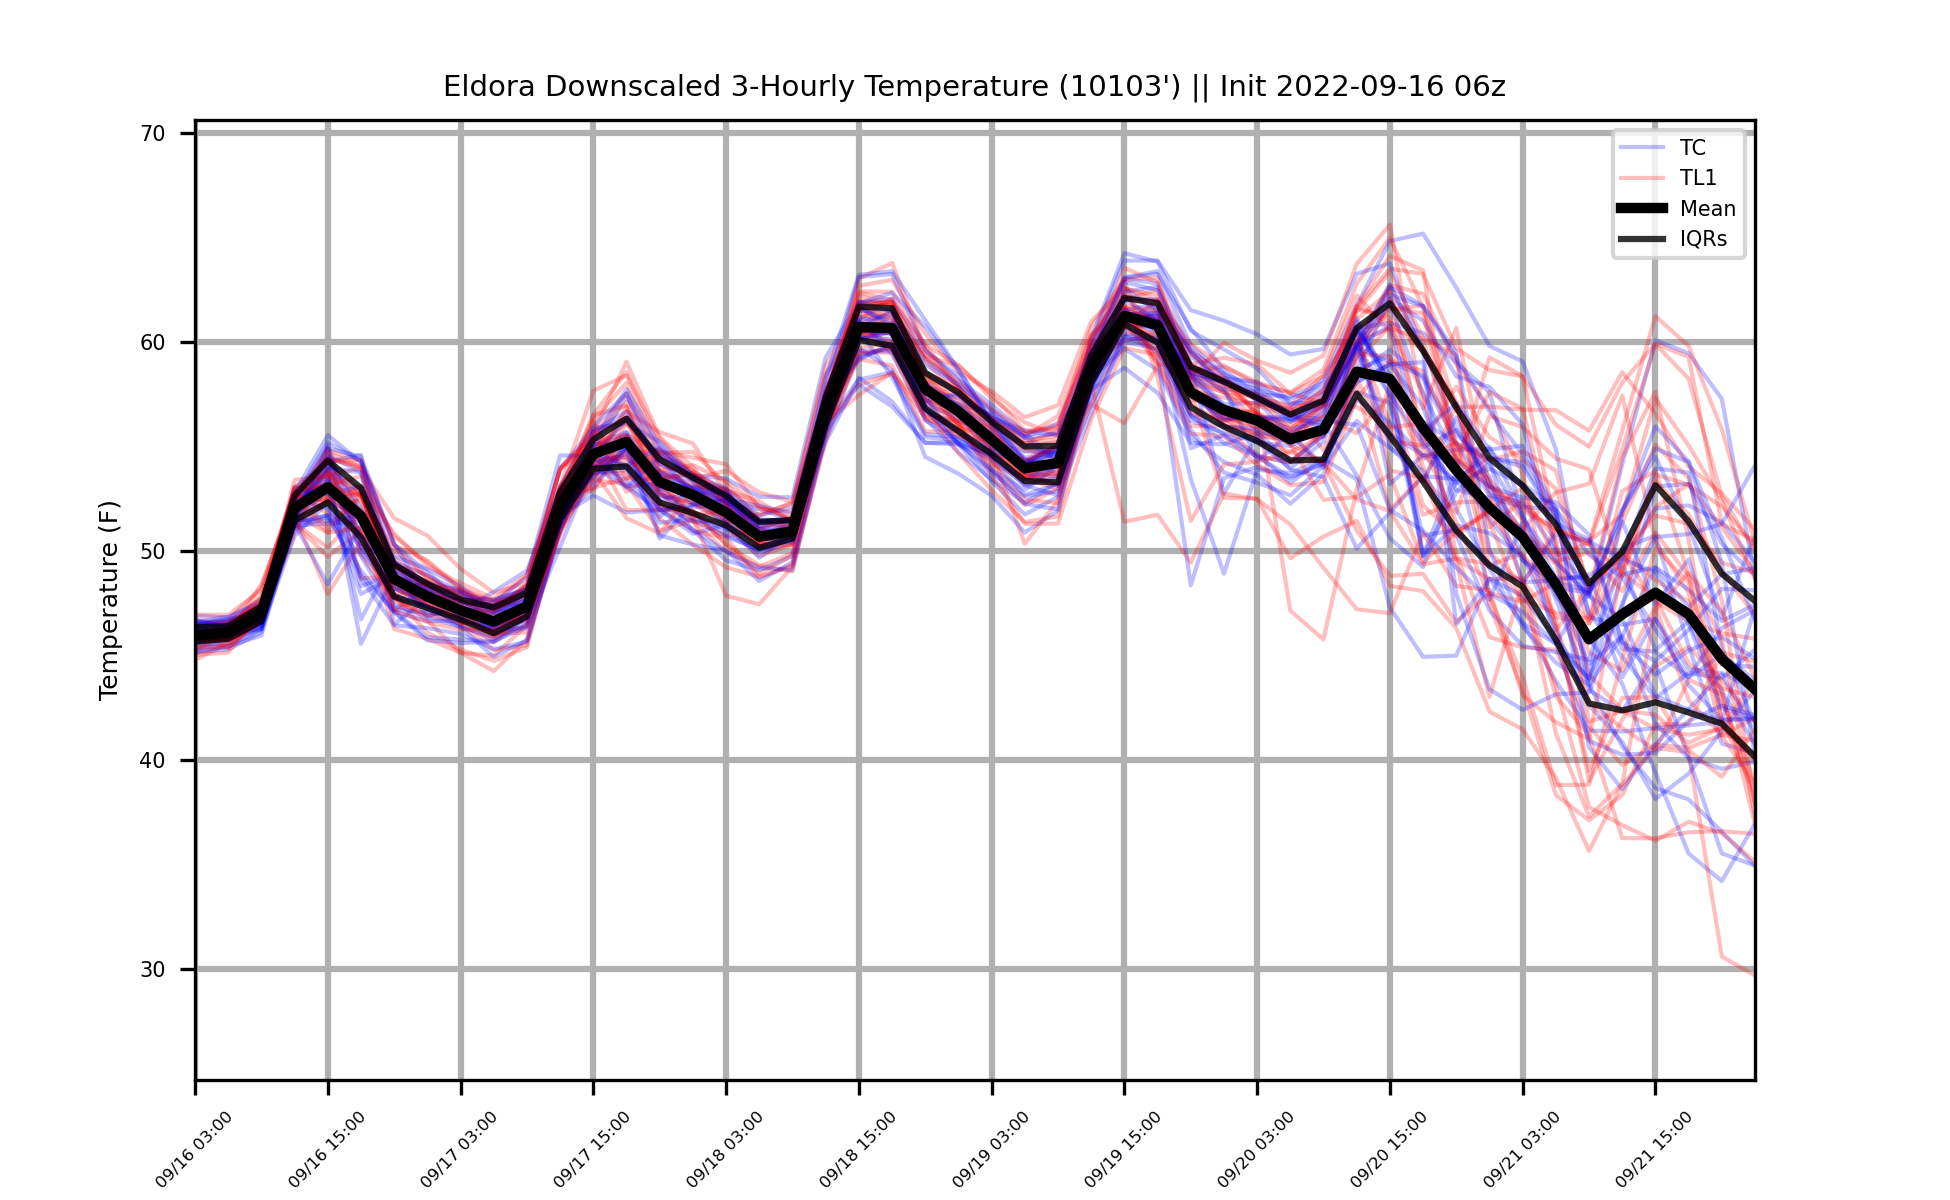 Eldora Downscaled 3-Hourly Temperature (10103') || Init 2022-09-16 06z
TC
TL1
Mean
IQRs
Temperature (F)
70
60
50
40
30
09/16 03:00
09/16 15:00
09/17 03:00
09/17 15:00
09/18 03:00
09/18 15:00
09/19 03:00
09/19 15:00
09/20 03:00
09/20 15:00
09/21 03:00
09/21 15:00